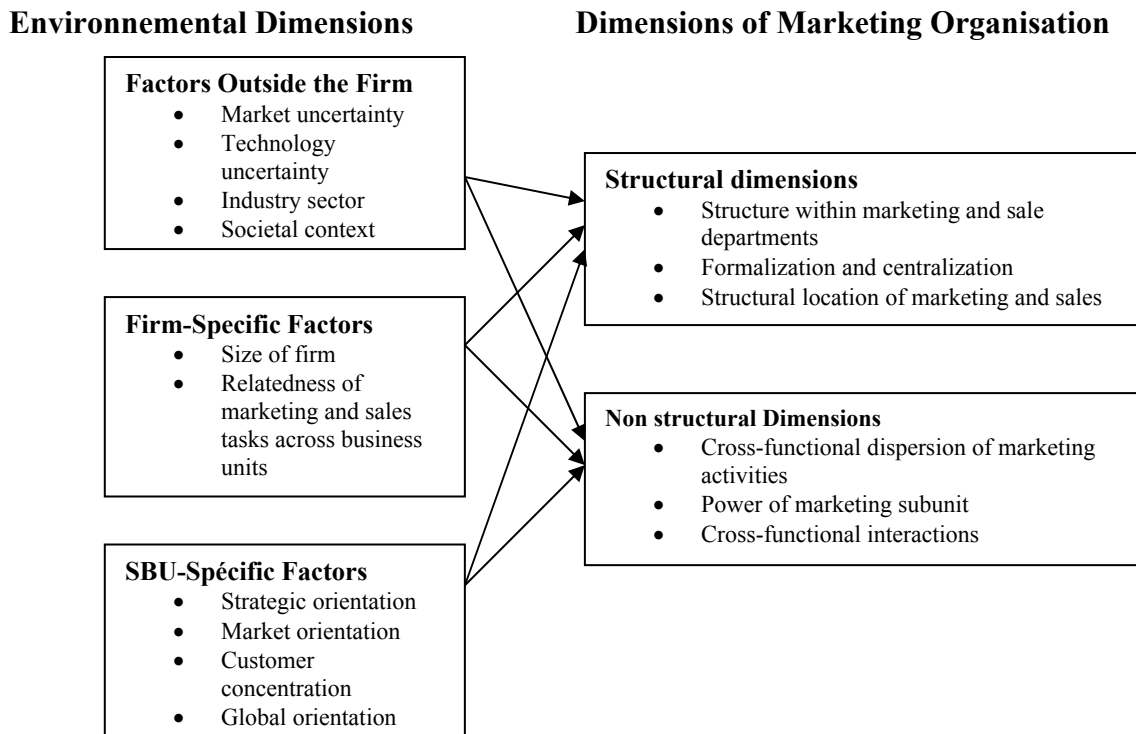 Environnemental Dimensions
Dimensions of Marketing Organisation
Factors Outside the Firm
• Market uncertainty
• Technology
uncertainty
• Industry sector
• Societal context
Firm-Specific Factors
• Size of firm
• Relatedness of
marketing and sales
tasks across business
units
SBU-Spécific Factors
• Strategic orientation
• Market orientation
• Customer
concentration
• Global orientation
Structural dimensions
• Structure within marketing and sale
departments
• Formalization and centralization
• Structural location of marketing and sales
Non structural Dimensions
• Cross-functional dispersion of marketing
activities
• Power of marketing subunit
• Cross-functional interactions